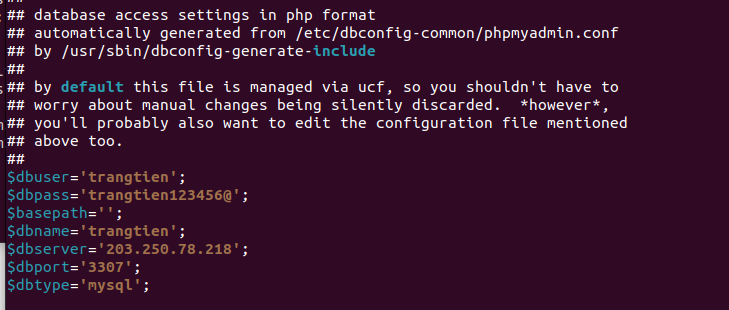 ##
## database access settings in php format
## automatically generated from /etc/dbconfig-common/phpmyadmin.conf
## by /usr/sbin/dbconfig-generate-include
##
## by default this file is managed via ucf, so you shouldn't have to
## worry about manual changes being silently discarded.  *however*,
## you'll probably also want to edit the configuration file mentioned
## above too.
##
$dbuser='trangtien';
$dbpass='trangtien123456@';
$basepath='';
$dbname='trangtien';
$dbserver='203.250.78.218';
$dbport='3307';
$dbtype='mysql';